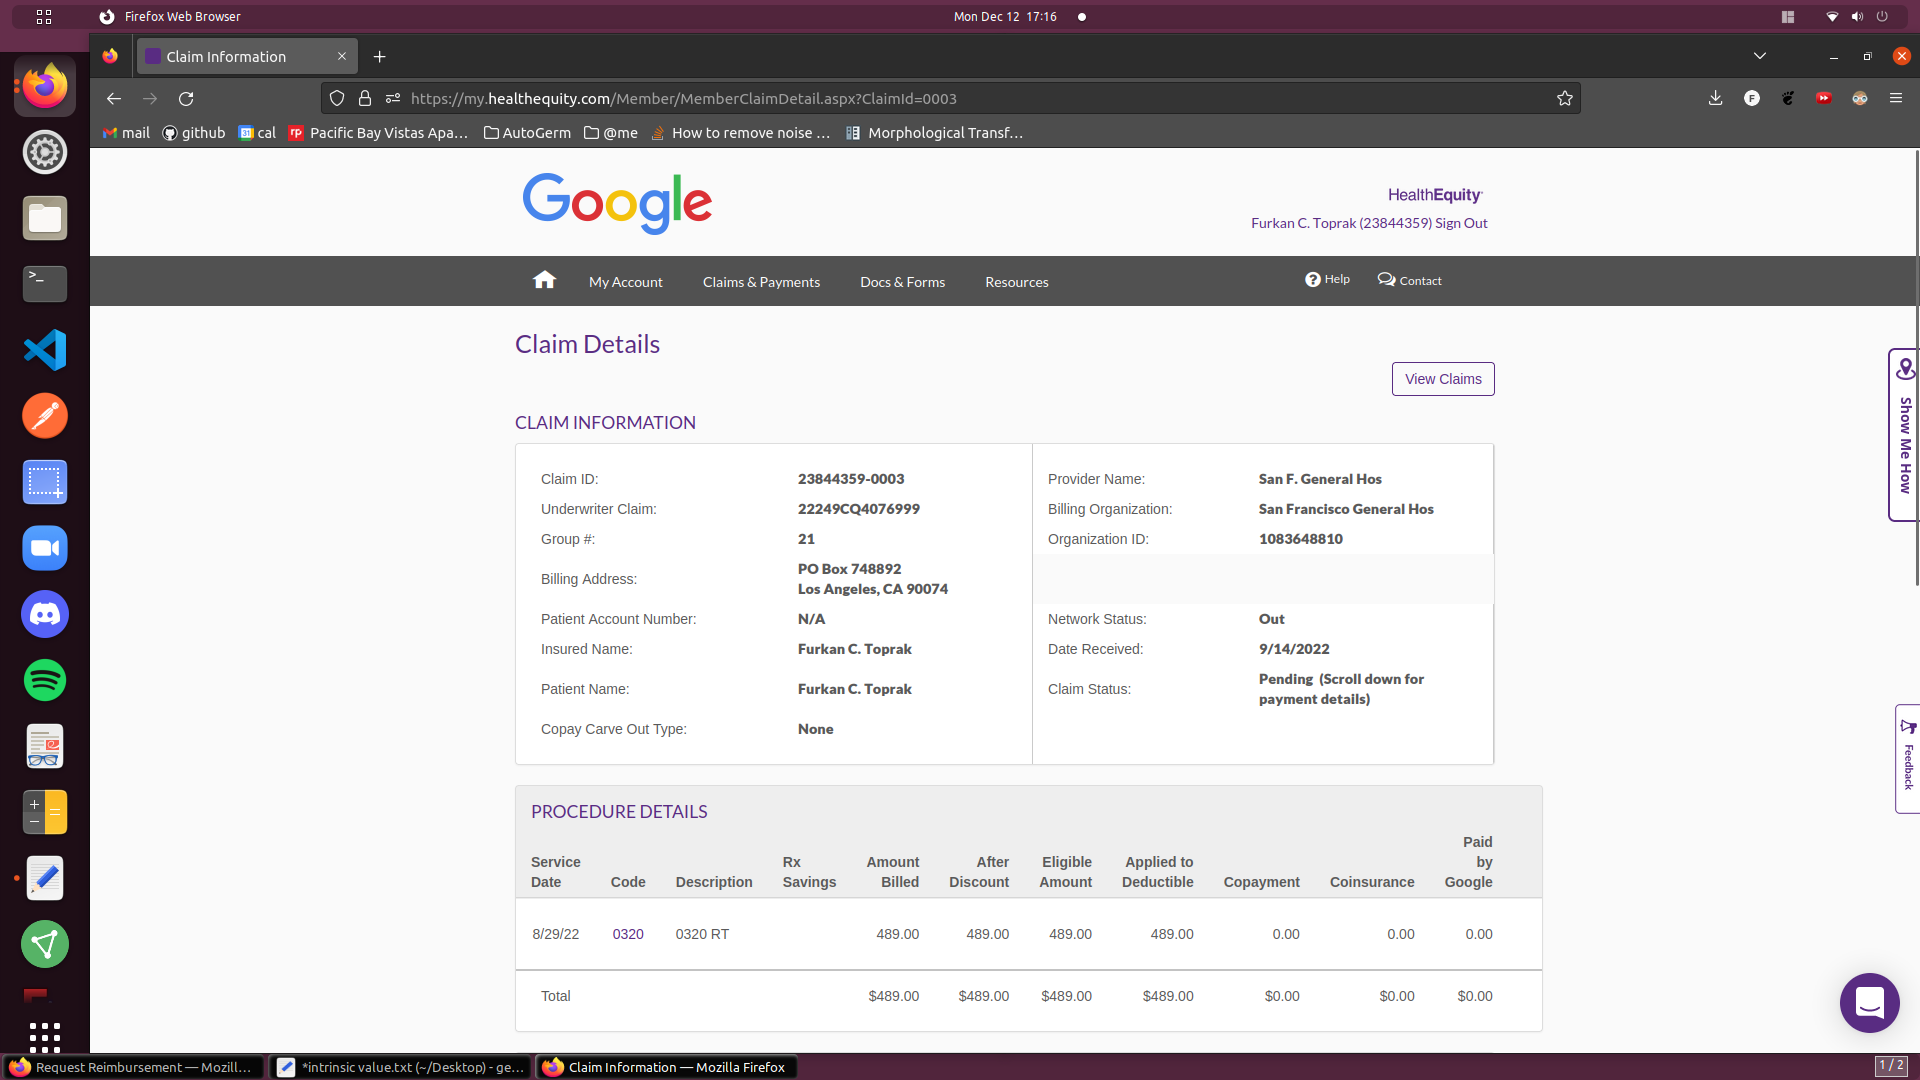 Firefox Web Browser
Mon Dec 12 17:16
Claim Information
https://my.healthequity.com/Member/MemberClaimDetail.aspx?ClaimId=0003
mail github cal Pacific Bay Vistas Apa… AutoGerm @me How to remove noise … Morphological Transf…
Google
HealthEquity
Furkan C. Toprak (23844359) Sign Out
My Account Claims & Payments Docs & Forms Resources Help Contact
Claim Details
View Claims
Show Me How
CLAIM INFORMATION
Claim ID: 23844359-0003 Provider Name: San F. General Hos
Underwriter Claim: 22249CQ4076999 Billing Organization: San Francisco General Hos
Group #: 21 Organization ID: 1083648810
Billing Address: PO Box 748892
Los Angeles, CA 90074
Patient Account Number: N/A Network Status: Out
Insured Name: Furkan C. Toprak Date Received: 9/14/2022
Patient Name: Furkan C. Toprak Claim Status: Pending (Scroll down for
payment details)
Copay Carve Out Type: None
Feedback
PROCEDURE DETAILS
Service Date Code Description Rx Savings Amount Billed After Discount Eligible Amount Applied to Deductible Copayment Coinsurance Paid by Google
8/29/22 0320 0320 RT 489.00 489.00 489.00 489.00 0.00 0.00 0.00
Total $489.00 $489.00 $489.00 $489.00 $0.00 $0.00 $0.00
Request Reimbursement — Mozill… *intrinsic value.txt (~/Desktop) - ge… Claim Information — Mozilla Firefox 1 / 2